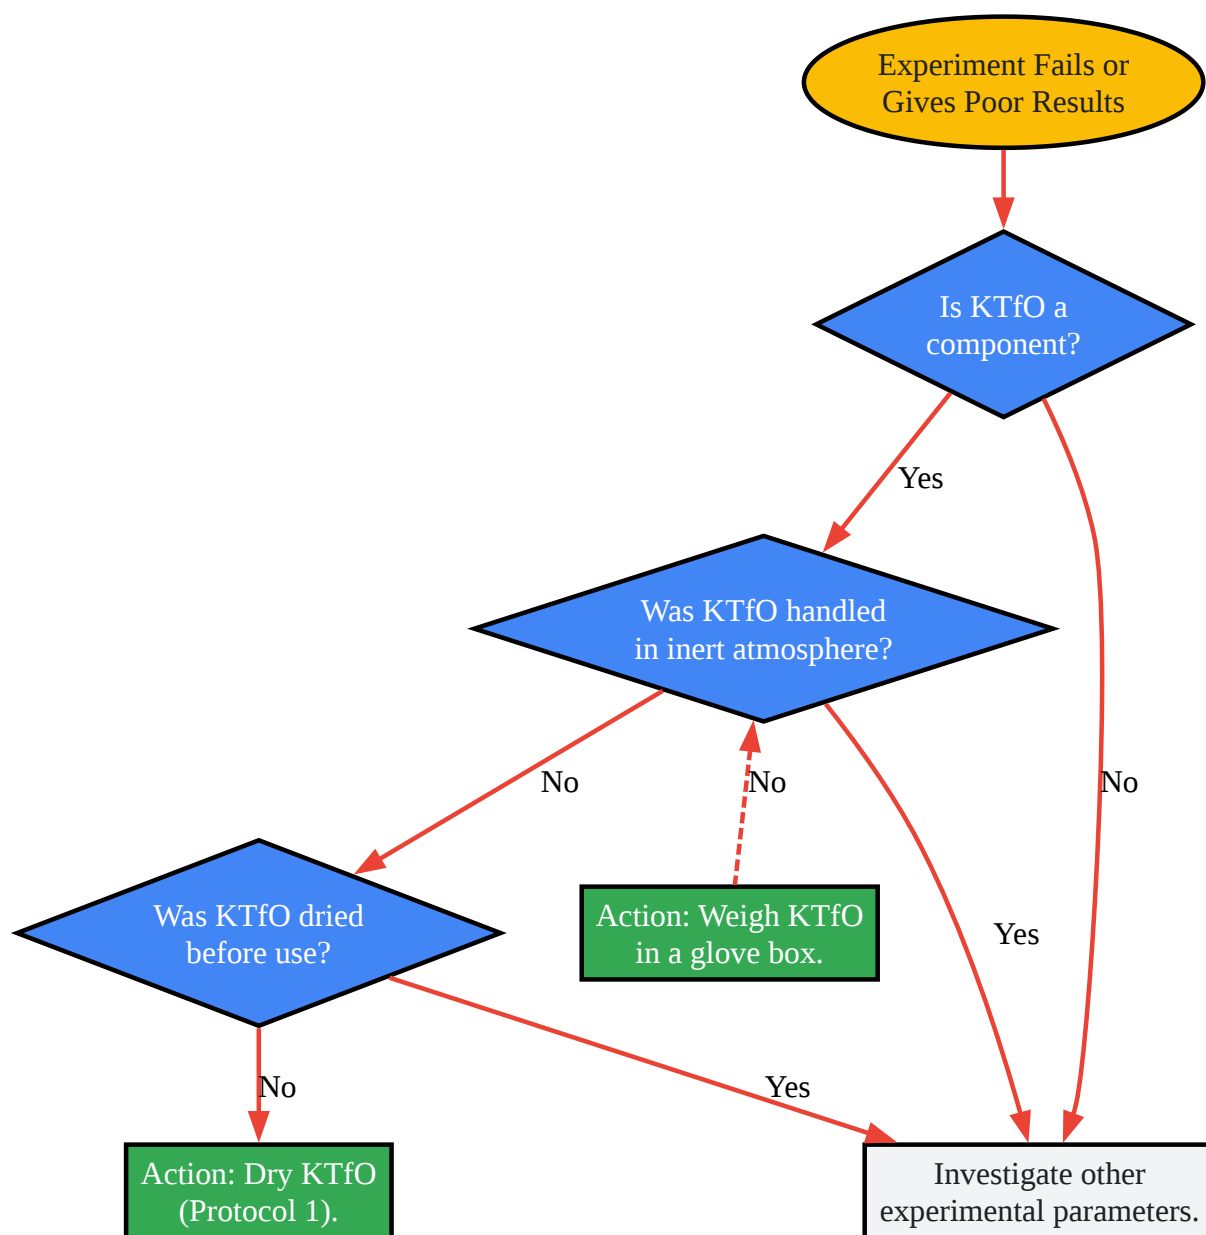 Experiment Fails or
Gives Poor Results
Is KTfO a
component?
Yes
Was KTfO handled
in inert atmosphere?
No
No
No
Was KTfO dried
before use?
Action: Weigh KTfO
in a glove box.
Yes
No
Yes
Action: Dry KTfO
(Protocol 1).
Investigate other
experimental parameters.